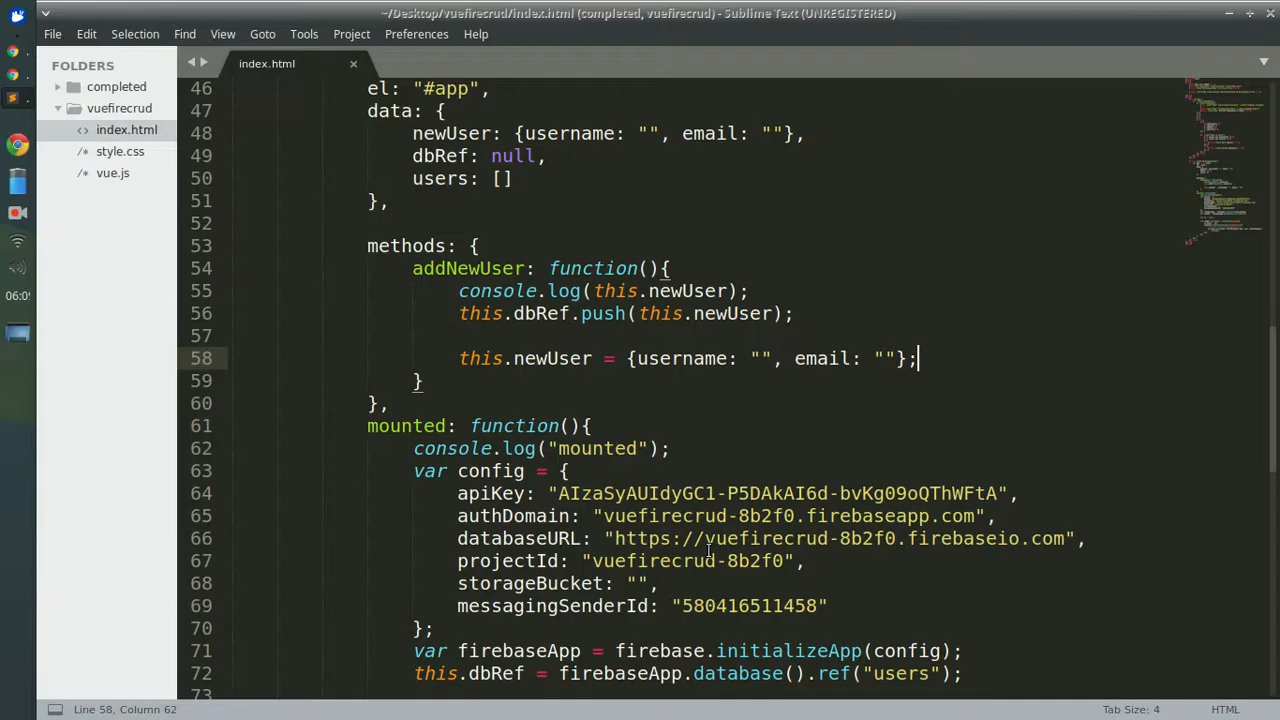 ~/Desktop/vuefirecrud/index.html (completed, vuefirecrud) - Sublime Text (UNREGISTERED)
File Edit Selection Find View Goto Tools Project Preferences Help
FOLDERS
completed
vuefirecrud
index.html
style.css
vue.js
06:09
index.html
46 el: "#app",
47 data: {
48 newUser: {username: "", email: ""},
49 dbRef: null,
50 users: []
51 },
52
53 methods: {
54 addNewUser: function(){
55 console.log(this.newUser);
56 this.dbRef.push(this.newUser);
57
58 this.newUser = {username: "", email: ""};
59 }
60 },
61 mounted: function(){
62 console.log("mounted");
63 var config = {
64 apiKey: "AIzaSyAUIdyGC1-P5DAkAI6d-bvKg09oQThWFtA",
65 authDomain: "vuefirecrud-8b2f0.firebaseapp.com",
66 databaseURL: "https://vuefirecrud-8b2f0.firebaseio.com",
67 projectId: "vuefirecrud-8b2f0",
68 storageBucket: "",
69 messagingSenderId: "580416511458"
70 };
71 var firebaseApp = firebase.initializeApp(config);
72 this.dbRef = firebaseApp.database().ref("users");
73
Line 58, Column 62
Tab Size: 4
HTML